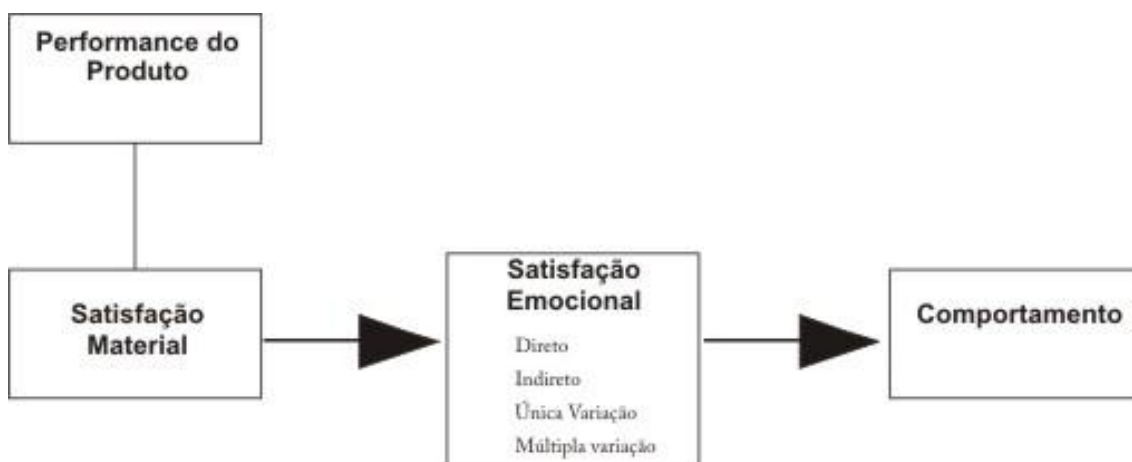 Performance do
Produto
Satisfação
Material
Satisfação
Emocional
Direto
Indireto
Única Variação
Múltipla variação
Comportamento